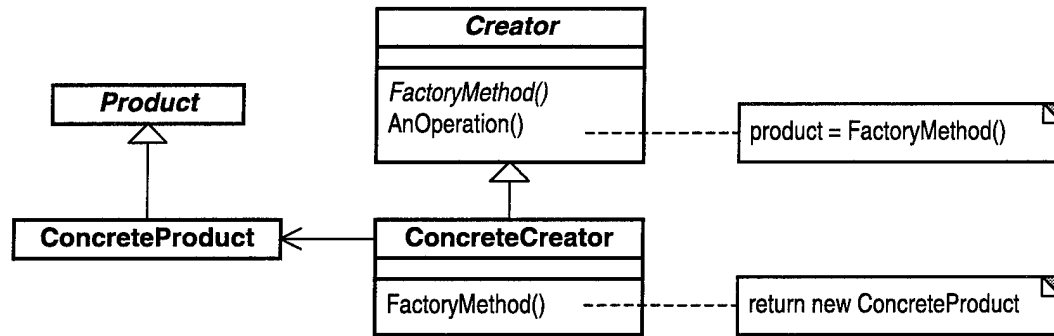 Creator
Product
FactoryMethod()
AnOperation()
product = FactoryMethod()
ConcreteProduct
ConcreteCreator
FactoryMethod()
return new ConcreteProduct